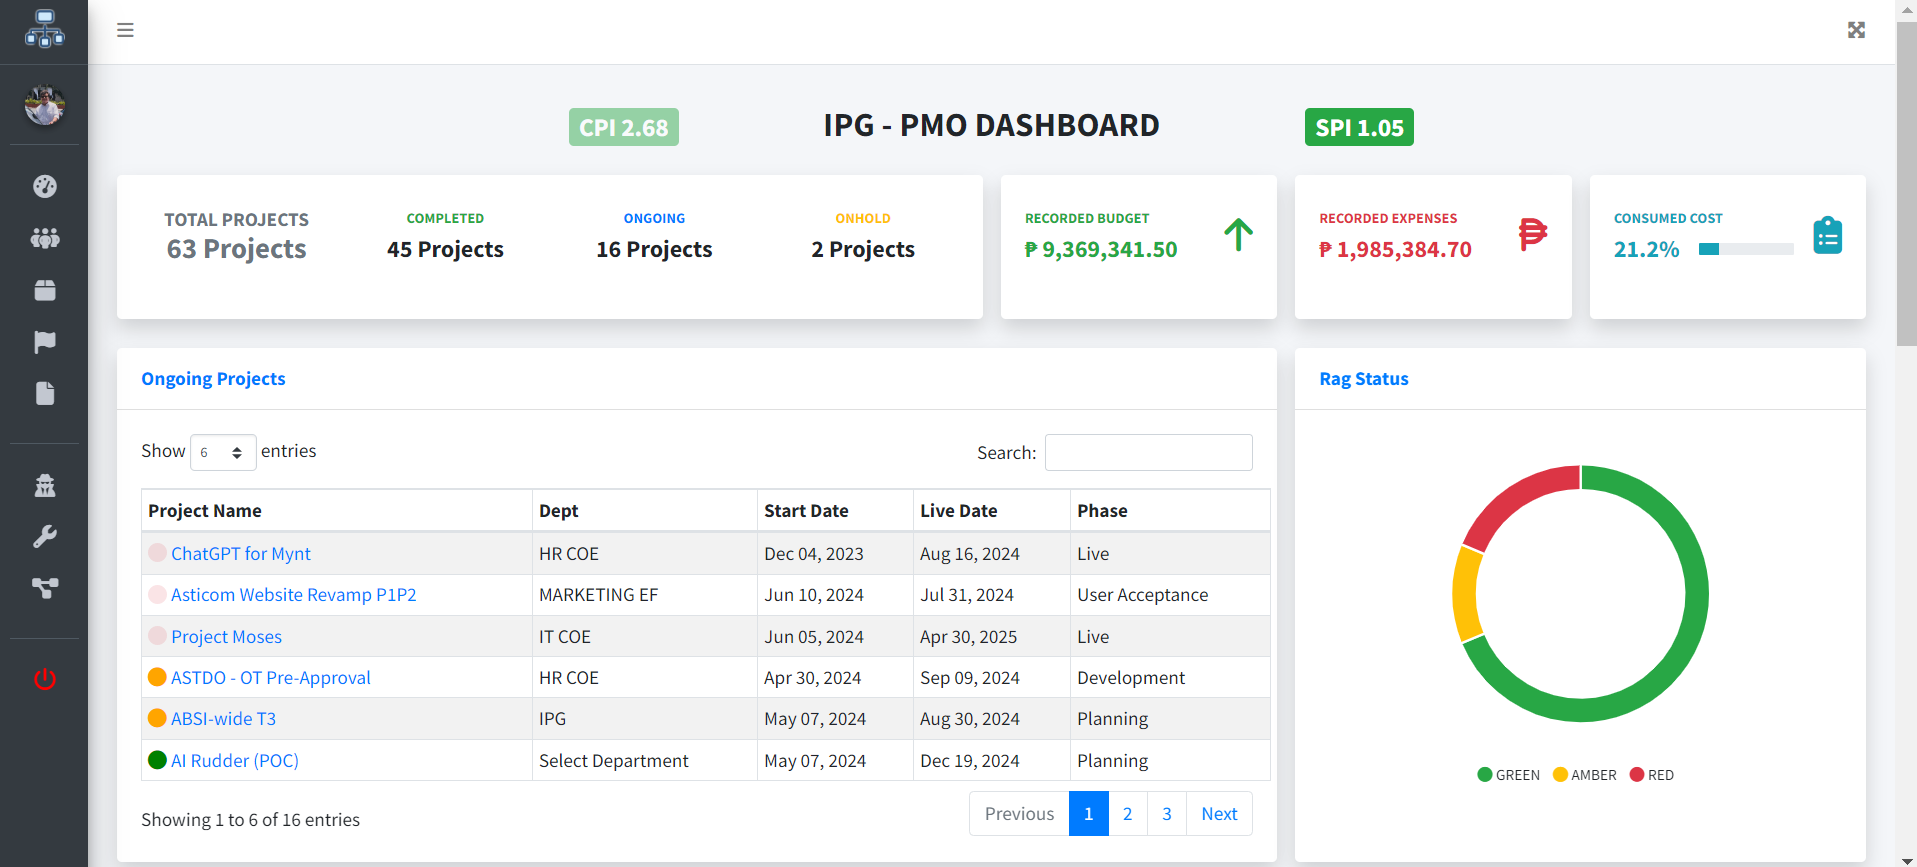 CPI 2.68
IPG - PMO DASHBOARD
SPI 1.05
TOTAL PROJECTS
63 Projects
COMPLETED
45 Projects
ONGOING
16 Projects
ONHOLD
2 Projects
RECORDED BUDGET
₱ 9,369,341.50
RECORDED EXPENSES
₱ 1,985,384.70
CONSUMED COST
21.2%
Ongoing Projects
Show 6 entries
Search:
Project Name Dept Start Date Live Date Phase
ChatGPT for Mynt HR COE Dec 04, 2023 Aug 16, 2024 Live
Asticom Website Revamp P1P2 MARKETING EF Jun 10, 2024 Jul 31, 2024 User Acceptance
Project Moses IT COE Jun 05, 2024 Apr 30, 2025 Live
ASTDO - OT Pre-Approval HR COE Apr 30, 2024 Sep 09, 2024 Development
ABSI-wide T3 IPG May 07, 2024 Aug 30, 2024 Planning
AI Rudder (POC) Select Department May 07, 2024 Dec 19, 2024 Planning
Showing 1 to 6 of 16 entries
Previous 1 2 3 Next
Rag Status
GREEN AMBER RED